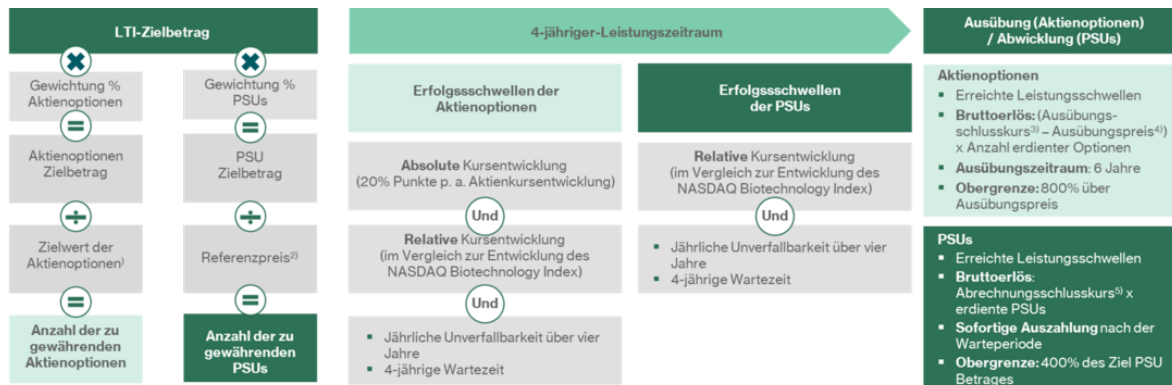 LTI-Zielbetrag
Gewichtung %
Aktienoptionen
Aktienoptionen
Zielbetrag
Zielwert der
Aktienoptionen¹⁾
Anzahl der zu
gewährenden
Aktienoptionen
Gewichtung %
PSUs
PSU
Zielbetrag
Referenzpreis²⁾
Anzahl der zu
gewährenden
PSUs
4-jähriger-Leistungszeitraum
Erfolgsschwellen der
Aktienoptionen
Absolute Kursentwicklung
(20% Punkte p. a. Aktienkursentwicklung)
Und
Relative Kursentwicklung
(im Vergleich zur Entwicklung des
NASDAQ Biotechnology Index)
Und
▪ Jährliche Unverfallbarkeit über vier
Jahre
▪ 4-jährige Wartezeit
Erfolgsschwellen
der PSUs
Relative Kursentwicklung
(im Vergleich zur Entwicklung des
NASDAQ Biotechnology Index)
Und
▪ Jährliche Unverfallbarkeit über vier
Jahre
▪ 4-jährige Wartezeit
Ausübung (Aktienoptionen)
/ Abwicklung (PSUs)
Aktienoptionen
▪ Erreichte Leistungsschwellen
▪ Bruttoerlös: (Ausübungs-
schlusskurs³⁾ – Ausübungspreis⁴⁾)
x Anzahl erdienter Optionen
▪ Ausübungszeitraum: 6 Jahre
▪ Obergrenze: 800% über
Ausübungspreis
PSUs
▪ Erreichte Leistungsschwellen
▪ Bruttoerlös:
Abrechnungsschlusskurs⁵⁾ x
erdiente PSUs
▪ Sofortige Auszahlung nach der
Warteperiode
▪ Obergrenze: 400% des Ziel PSU
Betrages